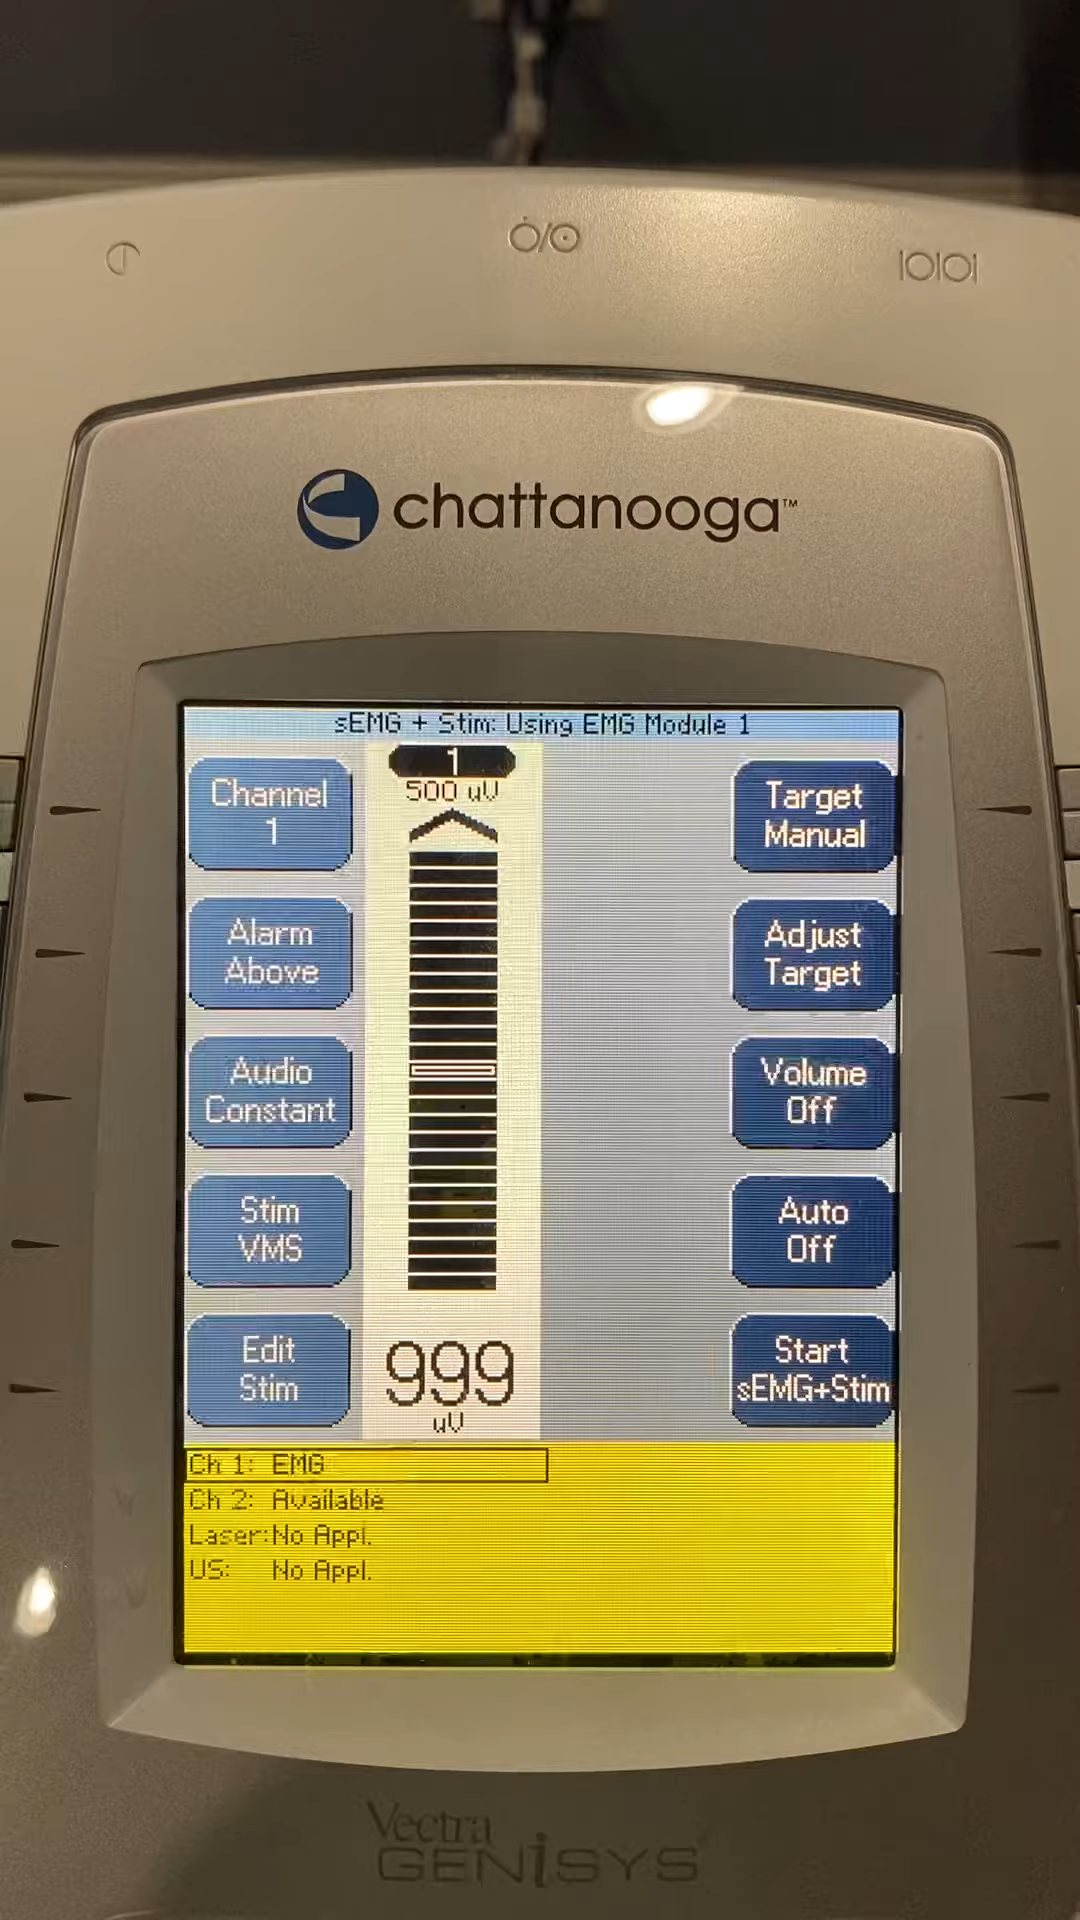 chattanooga™
sEMG + Stim: Using EMG Module 1
1
500 uV
Channel
1
Target
Manual
Alarm
Above
Adjust
Target
Audio
Constant
Volume
Off
Stim
VMS
Auto
Off
Edit
Stim
Start
sEMG+Stim
999
uV
Ch 1: EMG
Ch 2: Available
Laser:No Appl.
US: No Appl.
Vectra
GENiSYS